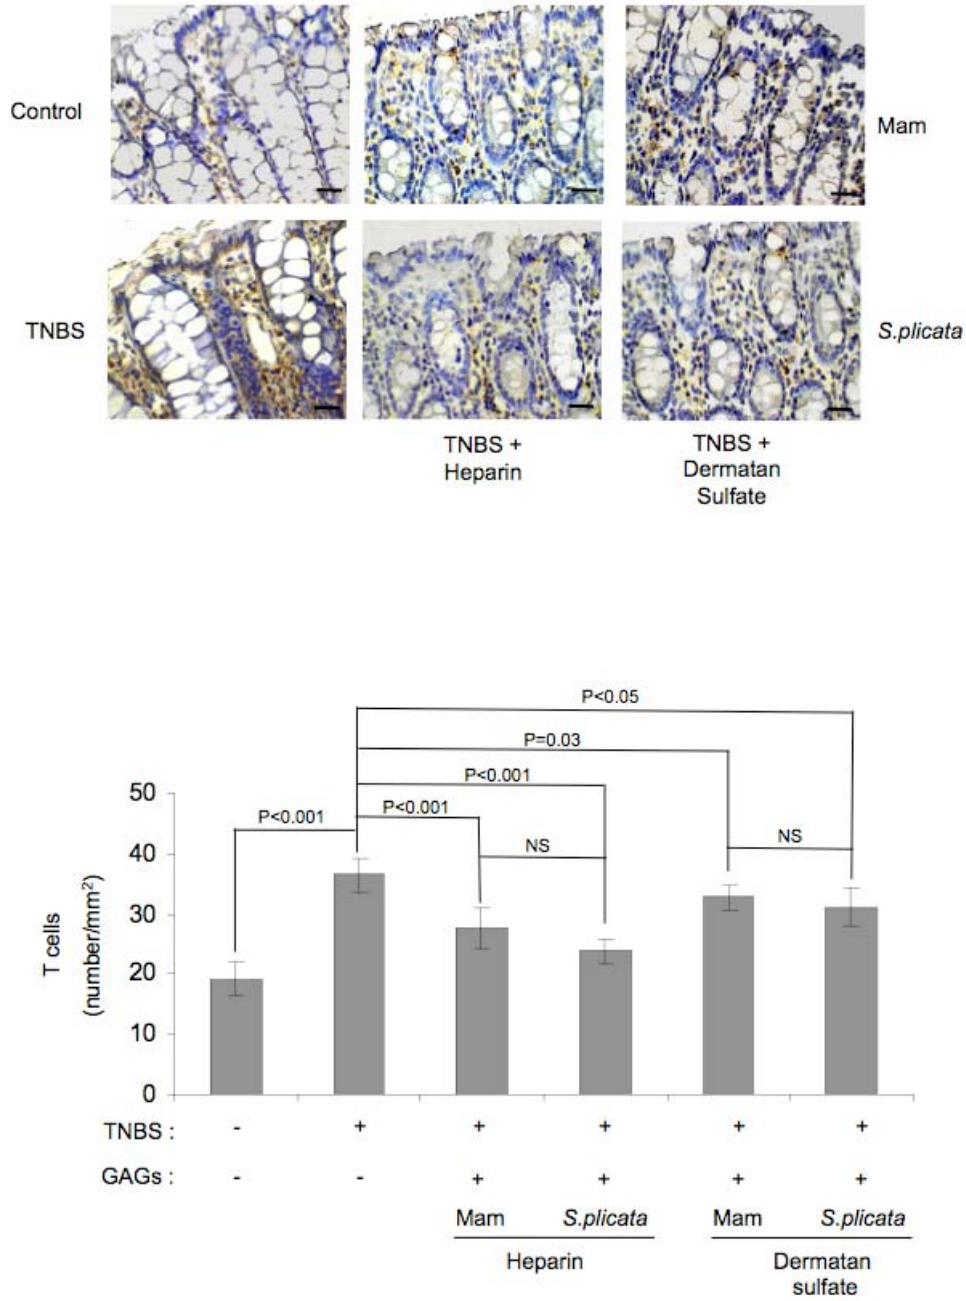 Control
Mam
TNBS
S.plicata
TNBS + Heparin
TNBS + Dermatan Sulfate
P<0.05
P=0.03
P<0.001
P<0.001
P<0.001
NS
NS
50
40
30
20
10
0
T cells
(number/mm²)
TNBS : - + + + + +
GAGs : - - + + + +
Mam S.plicata Mam S.plicata
Heparin Dermatan sulfate